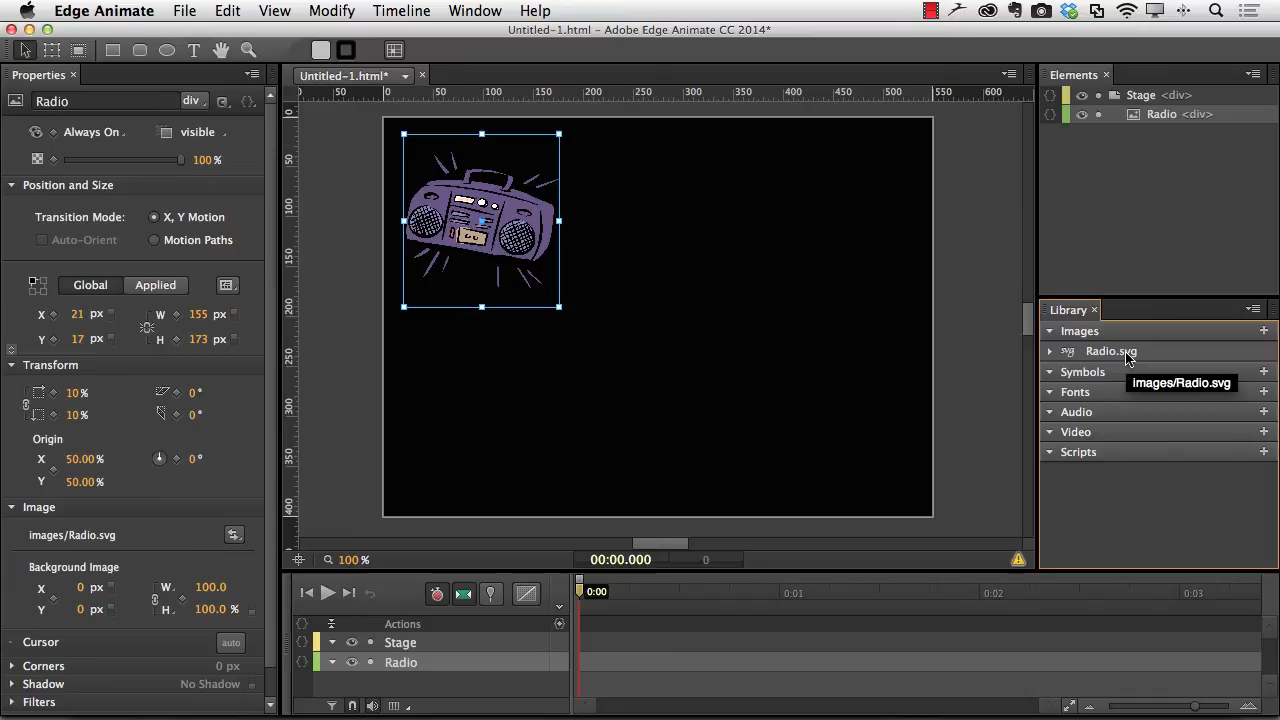 Edge Animate File Edit View Modify Timeline Window Help
Untitled-1.html - Adobe Edge Animate CC 2014*
Properties
Untitled-1.html*
Elements
50 0 50 100 150 200 250 300 350 400 450 500 550 600
Stage <div>
Radio <div>
Radio div
Always On visible
100 %
Position and Size
Transition Mode: X, Y Motion
Auto-Orient Motion Paths
Global Applied
X 21 px W 155 px
Y 17 px H 173 px
0
50
100
150
200
250
300
350
400
Transform
10 % 0 °
10 % 0 °
Origin
X 50.00 % 0 °
Y 50.00 %
Image
images/Radio.svg
Background Image
X 0 px W 100.0
Y 0 px H 100.0 %
Cursor auto
Corners 0 px
Shadow No Shadow
Filters
Library
Images
svg Radio.svg
images/Radio.svg
Symbols
Fonts
Audio
Video
Scripts
100 % 00:00.000 0
0:00 0:01 0:02 0:03
Actions
Stage
Radio